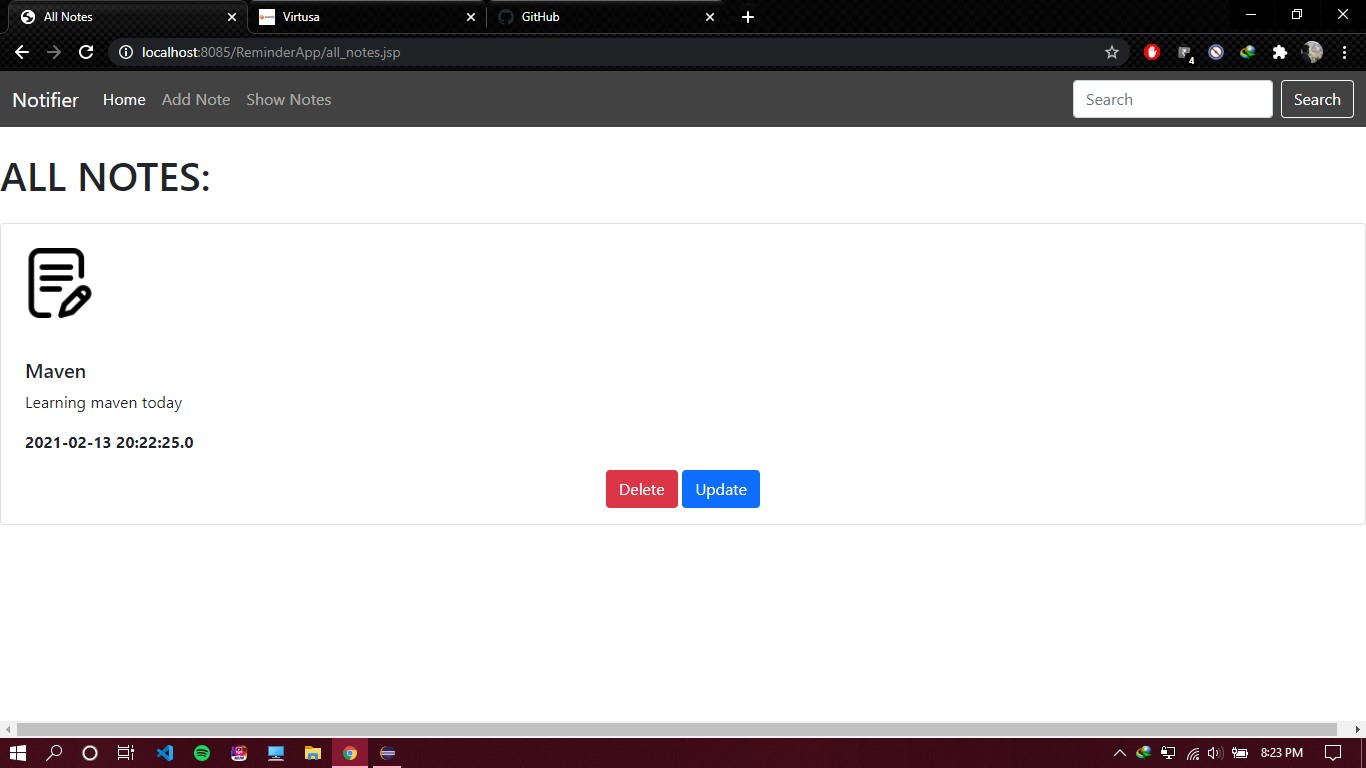 All Notes
Virtusa
GitHub
localhost:8085/ReminderApp/all_notes.jsp
4
Notifier
Home
Add Note
Show Notes
Search
Search
ALL NOTES:
Maven
Learning maven today
2021-02-13 20:22:25.0
Delete
Update
8:23 PM